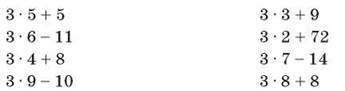 3 · 5 + 5
3 · 6 – 11
3 · 4 + 8
3 · 9 – 10
3 · 3 + 9
3 · 2 + 72
3 · 7 – 14
3 · 8 + 8